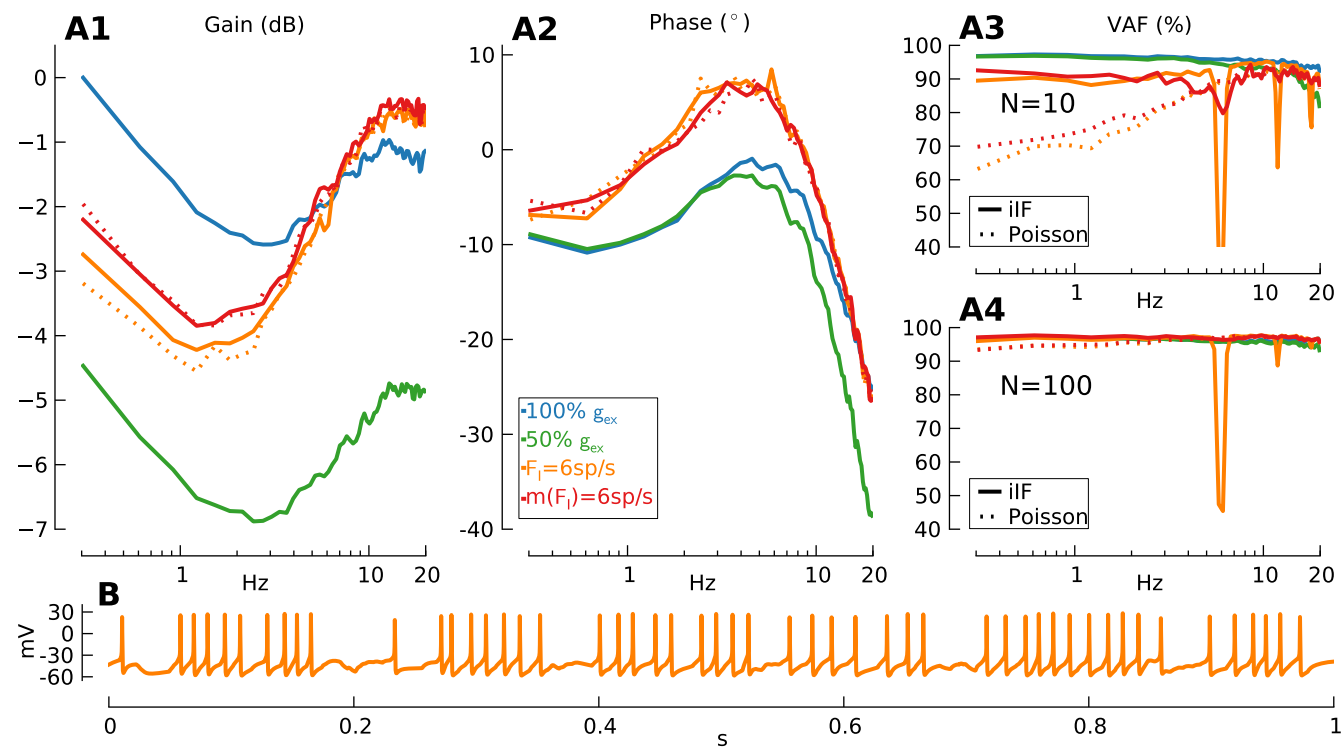 A1
Gain (dB)
0
−1
−2
−3
−4
−5
−6
−7
1
10
20
Hz
A2
Phase (°)
10
0
-10
-20
-30
-40
100% gex
50% gex
FI=6sp/s
m(FI)=6sp/s
1
10
20
Hz
A3
VAF (%)
100
90
80
70
60
50
40
N=10
iIF
Poisson
1
10
20
Hz
A4
100
90
80
70
60
50
40
N=100
iIF
Poisson
1
10
20
Hz
B
mV
30
0
−30
−60
0
0.2
0.4
0.6
0.8
1
s